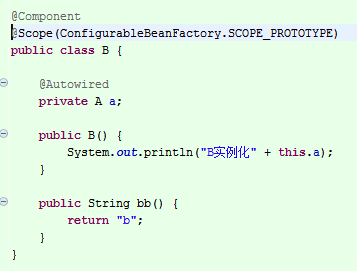 @Component
@Scope(ConfigurableBeanFactory.SCOPE_PROTOTYPE)
public class B {
@Autowired
private A a;
public B() {
System.out.println("B实例化" + this.a);
}
public String bb() {
return "b";
}
}